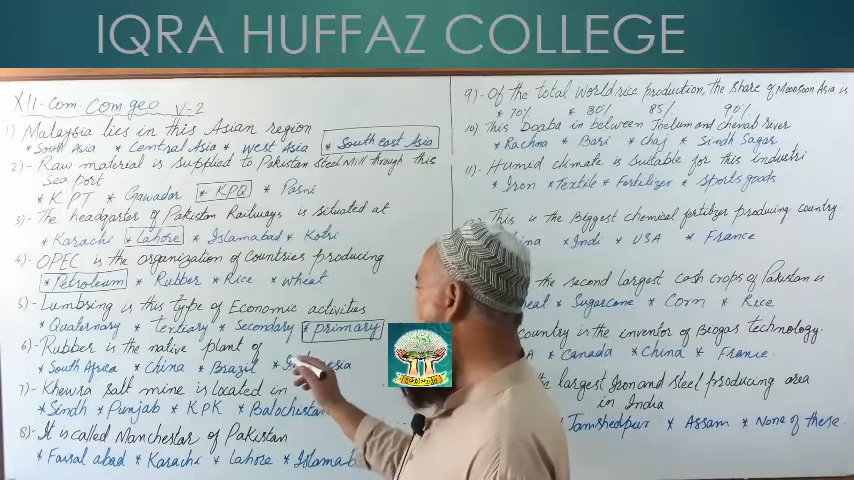 IQRA HUFFAZ COLLEGE
XII-Com. Com.geo V-2
1) Malaysia lies in this Asian region
* South Asia * Central Asia * West Asia * South east Asia
2)- Raw material is supplied to Pakistan Steel Mill through this
Sea port
* K P T * Gawador * KPQ * Pasni
3)- The headqarter of Pakistan Railways is situated at
* Karachi * Lahore * Islamabad * Kotri
4)- OPEC is the organization of Countries producing
* Petroleum * Rubber * Rice * wheat
5)- Lumbring is this type of Economic activities
* Quaternary * Tertiary * Secondary * primary
6)- Rubber is the native plant of
* South Africa * China * Brazil
7)- Khewra salt mine is located in
* Sindh * Punjab * KPK * Balochistan
8)- It is called Manchestar of Pakistan
* Faisal abad * Karachi * Lahore * Islamab
9)- Of the total World rice production, the share of Monsoon Asia is
* 70% * 80% 85% 90%
10) This Doaba in between Jhelum and chenab River
* Rachna * Bari * chaj * Sindh Sagar
11)- Humid climate is Suitable for this industri
* Iron * Textile * Fertilizer * Sports goods
This is the Biggest chemical fertilizer producing country
ina * Indi * USA * France
the second largest cash crops of Pakistan is
eat * Sugarcane * Corn * Rice
Country is the inventor of Biogas technology.
A * Canada * China * France
largest Iron and steel producing area
in India
Jamshedpur * Assam * None of these